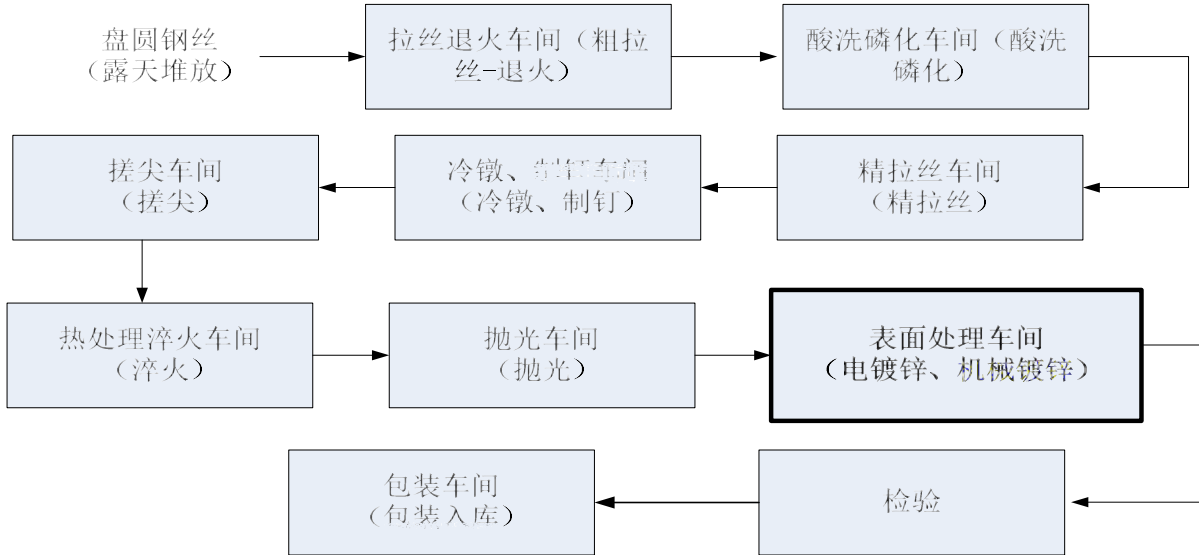 盘圆钢丝
（露天堆放）
拉丝退火车间（粗拉
丝-退火）
酸洗磷化车间（酸洗
磷化）
搓尖车间
（搓尖）
冷镦、制钉车间
（冷镦、制钉）
精拉丝车间
（精拉丝）
热处理淬火车间
（淬火）
抛光车间
（抛光）
表面处理车间
（电镀锌、机械镀锌）
包装车间
（包装入库）
检验